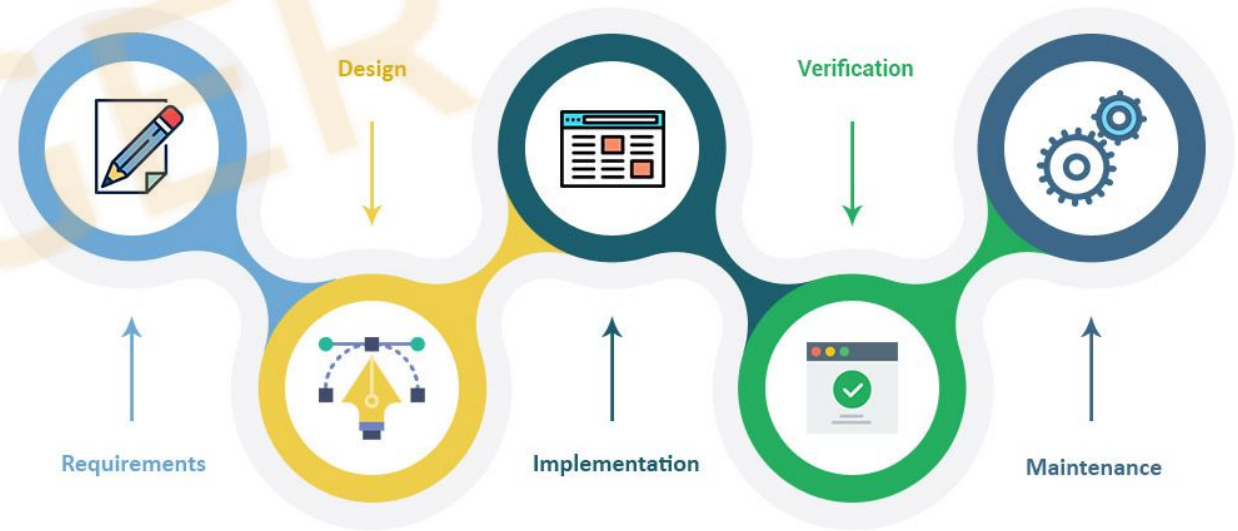 Requirements
Design
Implementation
Verification
Maintenance